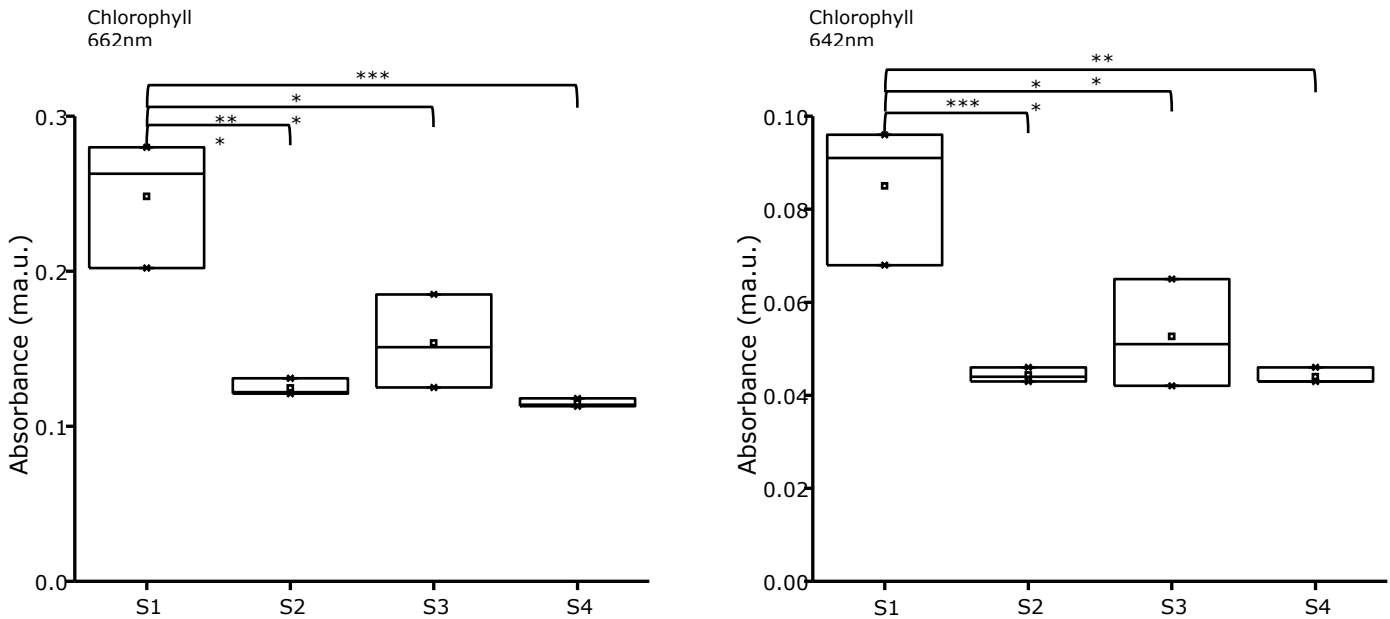 Chlorophyll
662nm
***
*
*
**
*
0.3
0.2
0.1
0.0
Absorbance (ma.u.)
S1 S2 S3 S4
Chlorophyll
642nm
**
*
*
*
***
0.10
0.08
0.06
0.04
0.02
0.00
Absorbance (ma.u.)
S1 S2 S3 S4